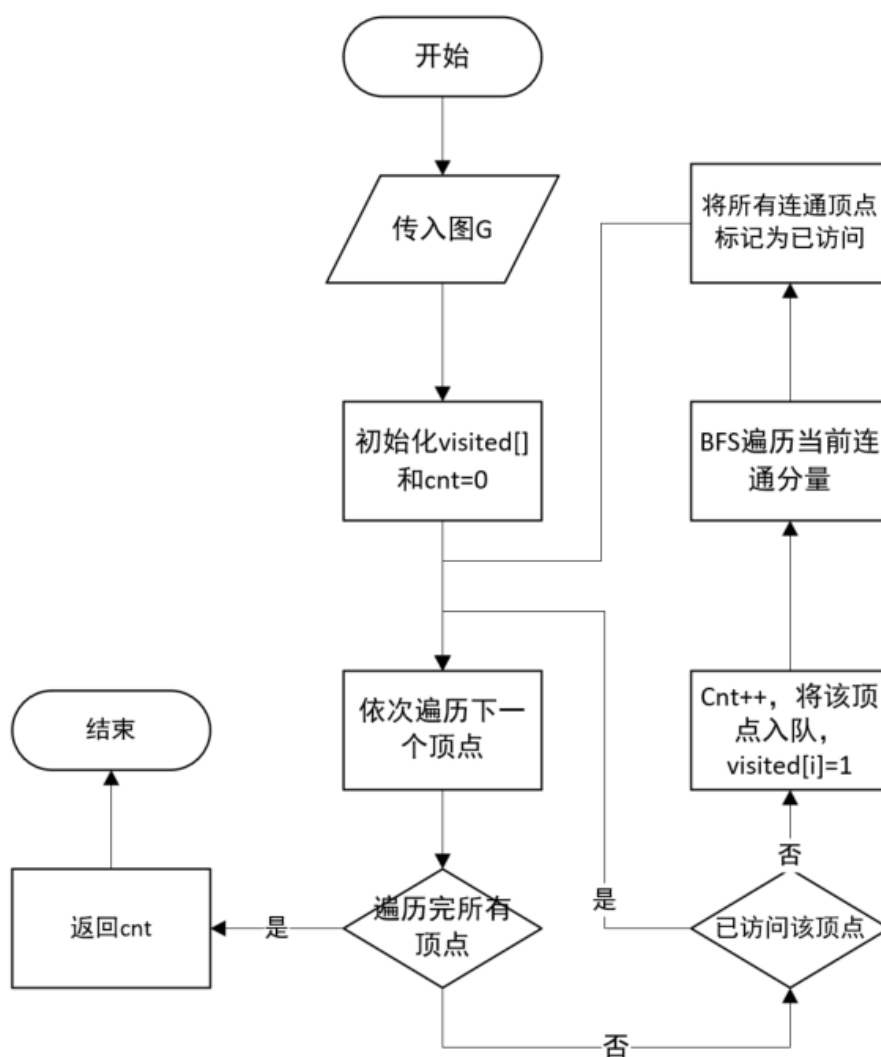 开始
传入图G
将所有连通顶点
标记为已访问
初始化visited[]
和cnt=0
BFS遍历当前连
通分量
依次遍历下一
个顶点
Cnt++，将该顶
点入队，
visited[i]=1
结束
否
返回cnt
是
遍历完所有
顶点
是
已访问该顶点
否